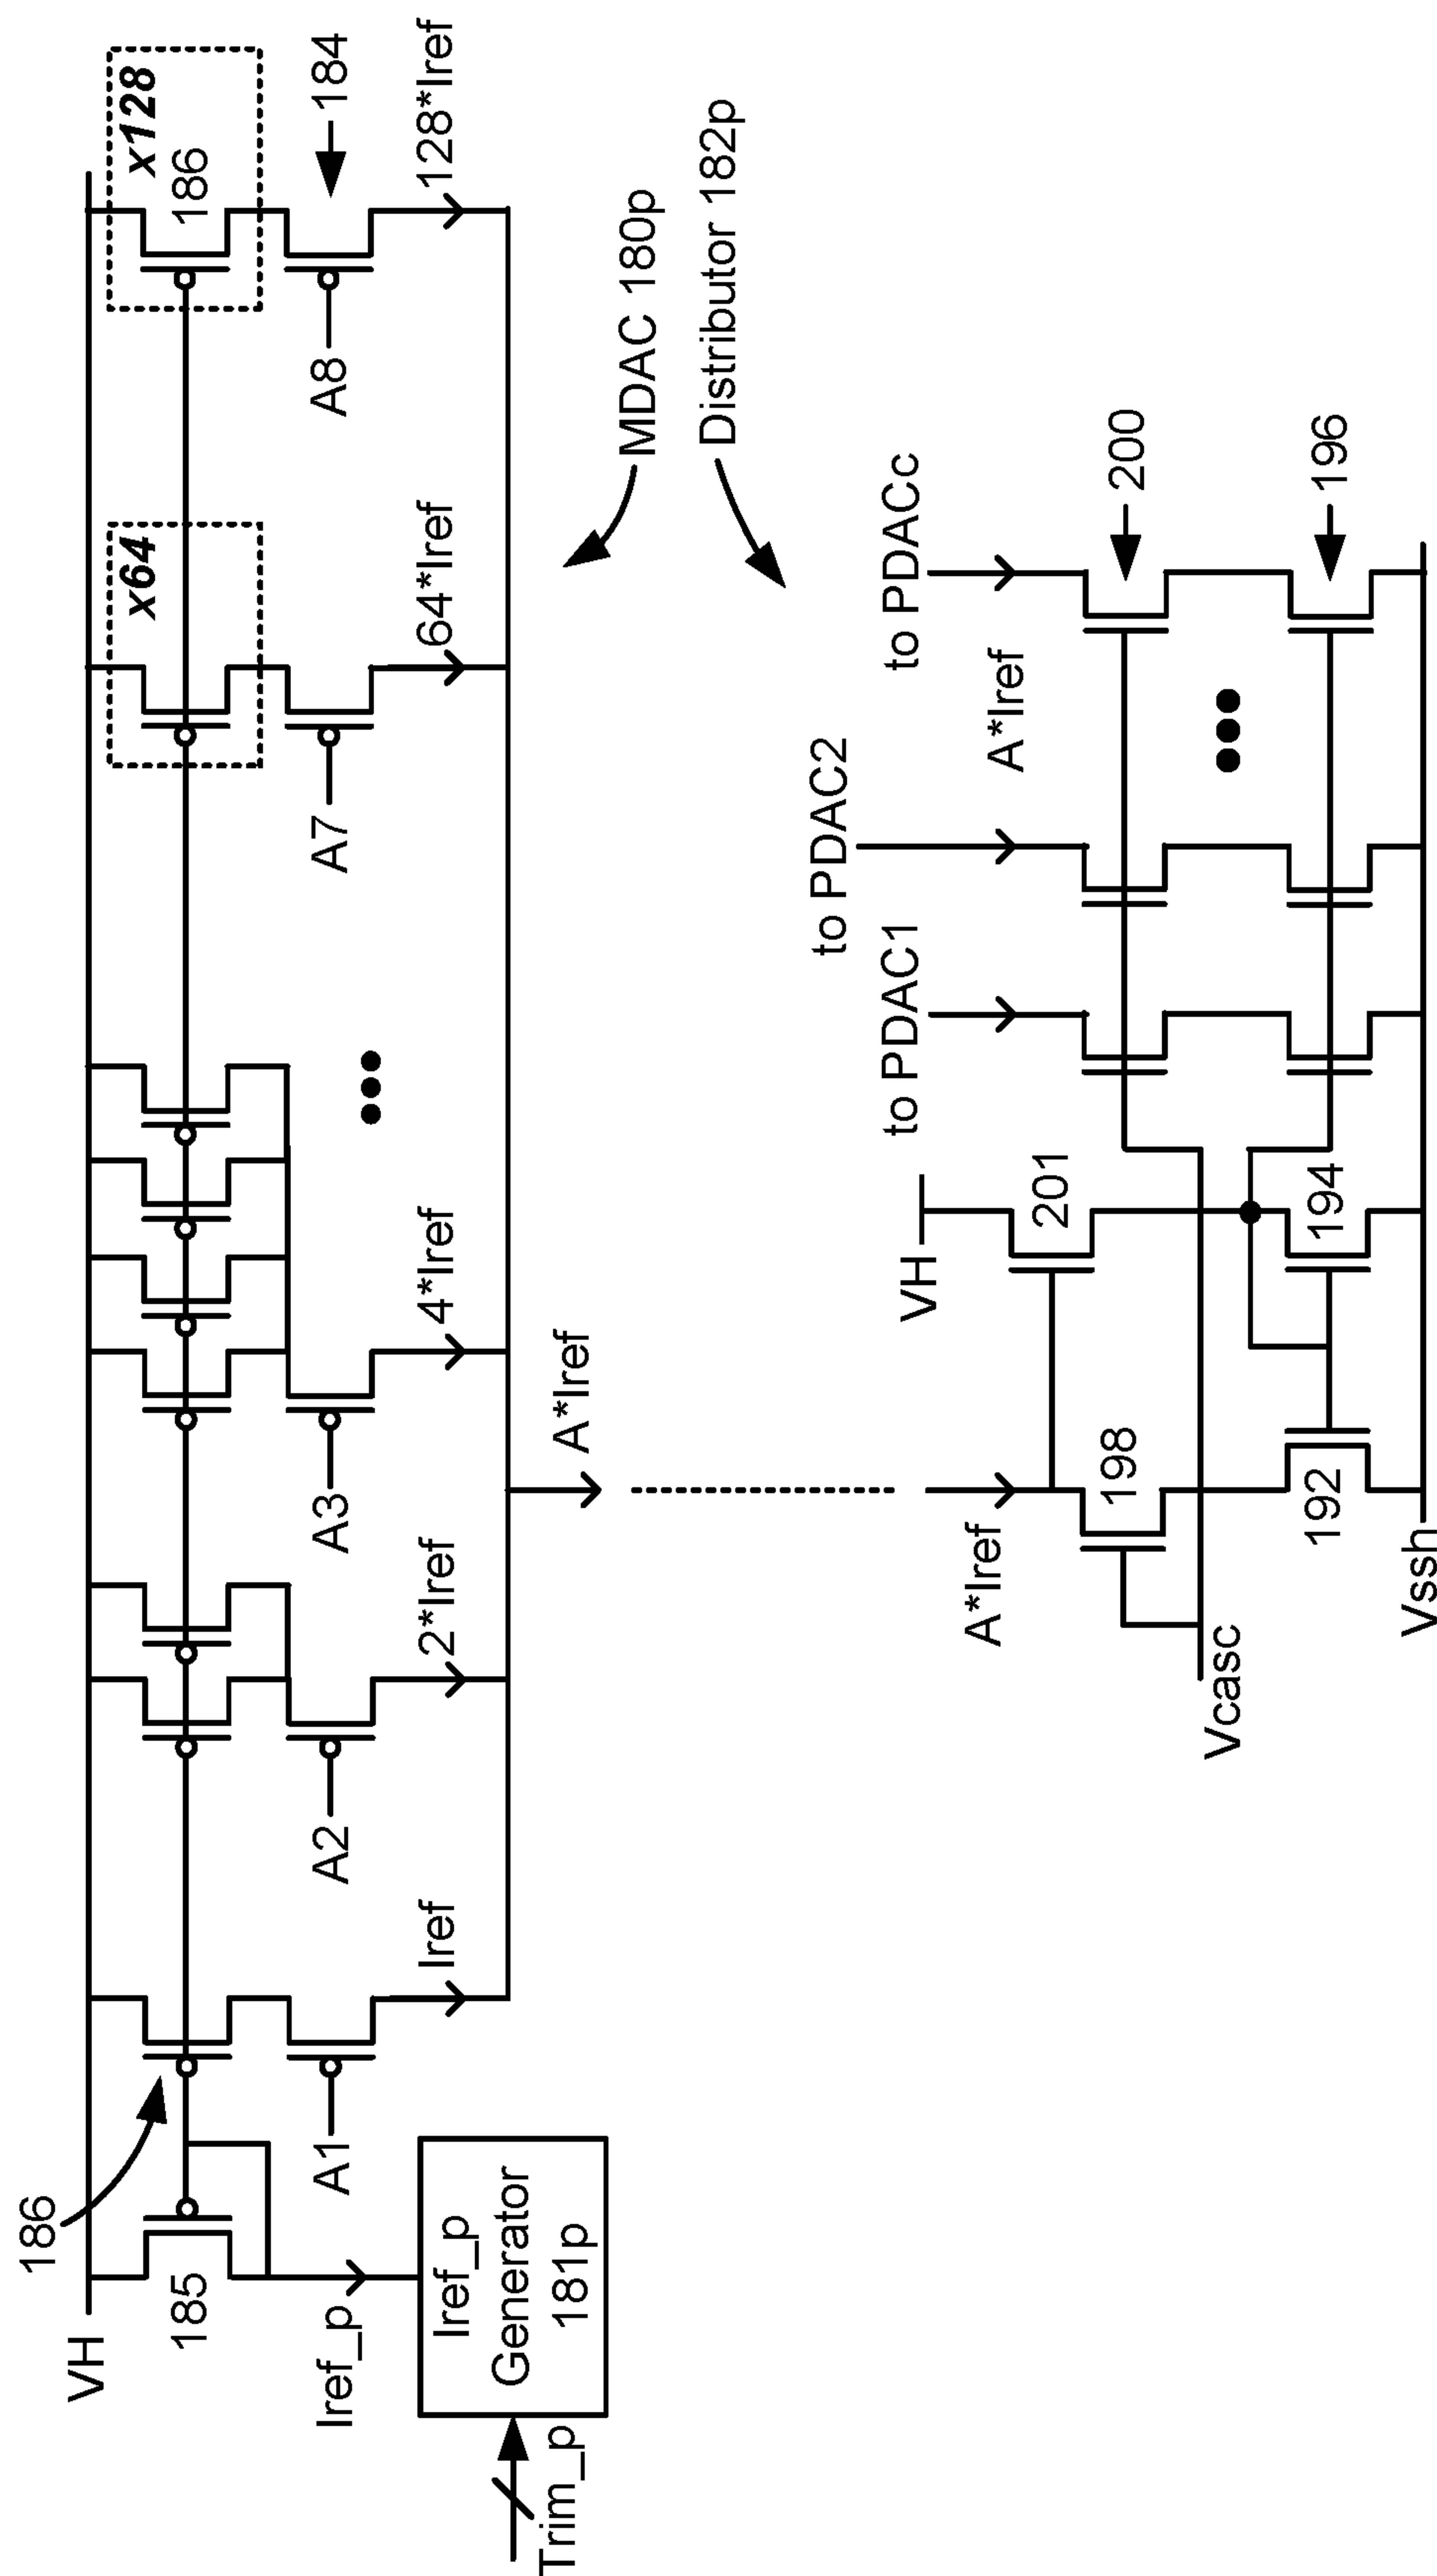 VH
186
185
Iref_p
Iref_p
Generator
181p
Trim_p
A1
Iref
A2
2*Iref
A3
4*Iref
A*Iref
A7
x64
64*Iref
A8
x128
186
184
128*Iref
MDAC 180p
Distributor 182p
A*Iref
198
192
Vcasc
Vssh
VH
201
194
to PDAC1
to PDAC2
to PDACc
A*Iref
200
196